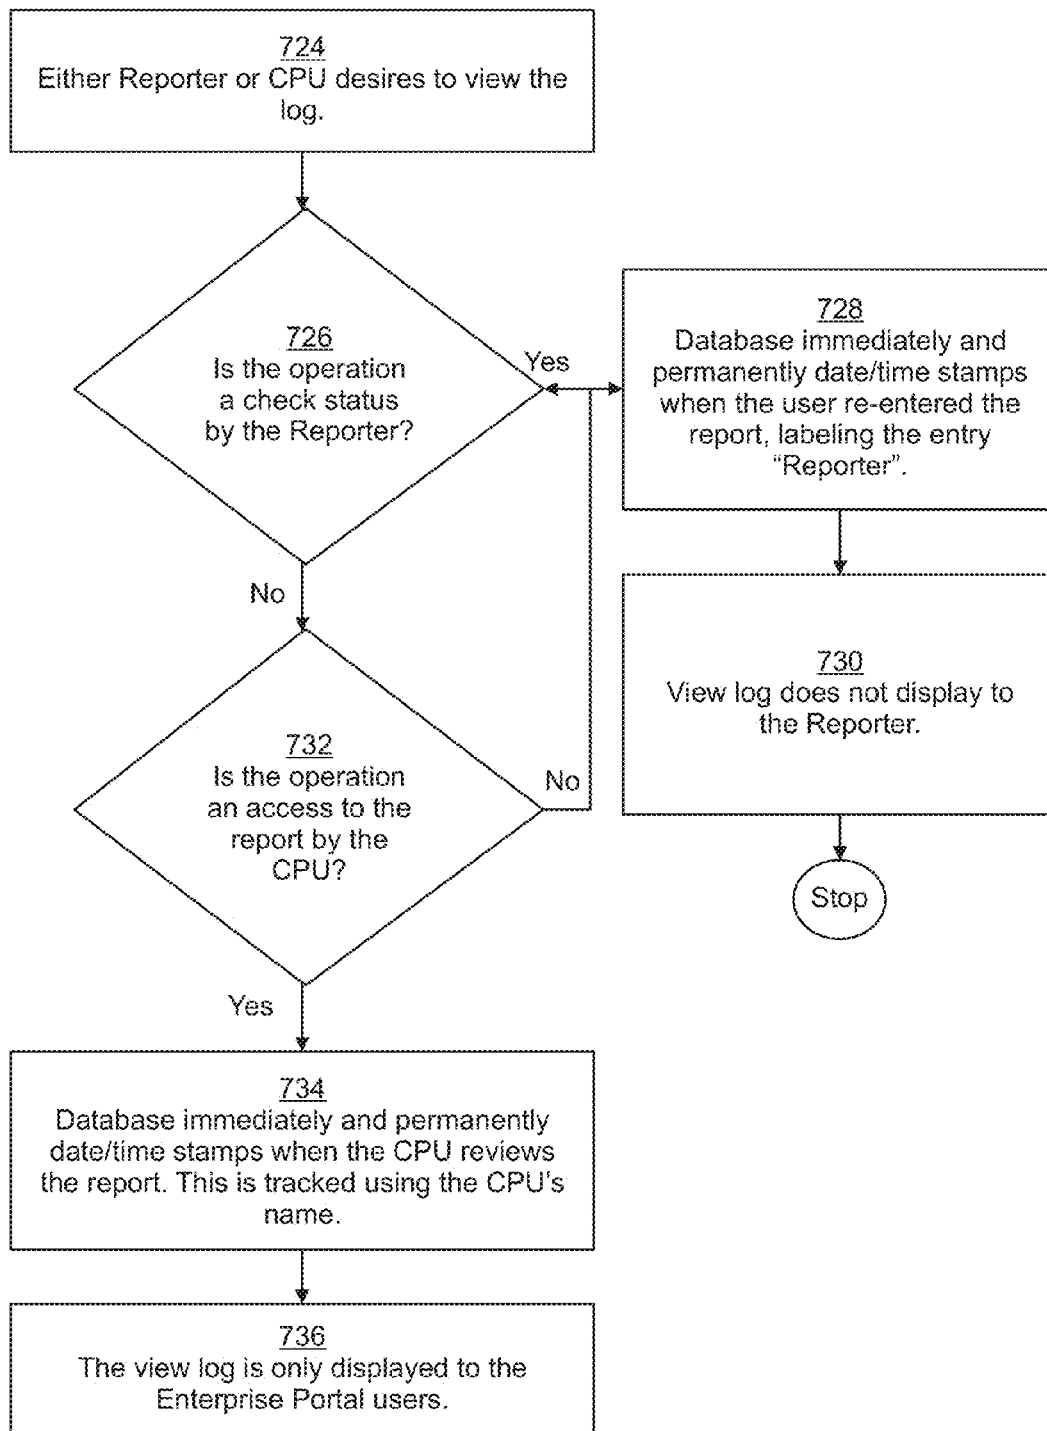 724
Either Reporter or CPU desires to view the
log.
726
Is the operation
a check status
by the Reporter?
Yes
728
Database immediately and
permanently date/time stamps
when the user re-entered the
report, labeling the entry
“Reporter”.
No
730
View log does not display to
the Reporter.
732
Is the operation
an access to the
report by the
CPU?
No
Stop
Yes
734
Database immediately and permanently
date/time stamps when the CPU reviews
the report. This is tracked using the CPU’s
name.
736
The view log is only displayed to the
Enterprise Portal users.